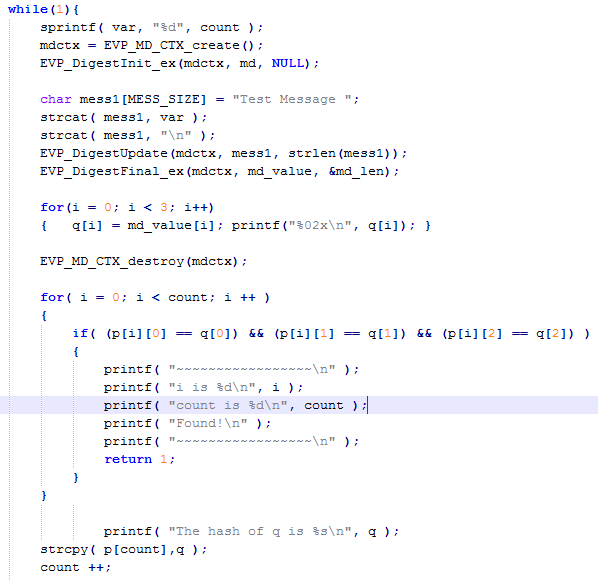 while(1){
sprintf( var, "%d", count );
mdctx = EVP_MD_CTX_create();
EVP_DigestInit_ex(mdctx, md, NULL);
char mess1[MESS_SIZE] = "Test Message ";
strcat( mess1, var );
strcat( mess1, "\n" );
EVP_DigestUpdate(mdctx, mess1, strlen(mess1));
EVP_DigestFinal_ex(mdctx, md_value, &md_len);
for(i = 0; i < 3; i++)
{   q[i] = md_value[i]; printf("%02x\n", q[i]); }
EVP_MD_CTX_destroy(mdctx);
for( i = 0; i < count; i ++ )
{
if( (p[i][0] == q[0]) && (p[i][1] == q[1]) && (p[i][2] == q[2]) )
{
printf( "~~~~~~~~~~~~~~~~~\n" );
printf( "i is %d\n", i );
printf( "count is %d\n", count );
printf( "Found!\n" );
printf( "~~~~~~~~~~~~~~~~~\n" );
return 1;
}
}
printf( "The hash of q is %s\n", q );
strcpy( p[count],q );
count ++;